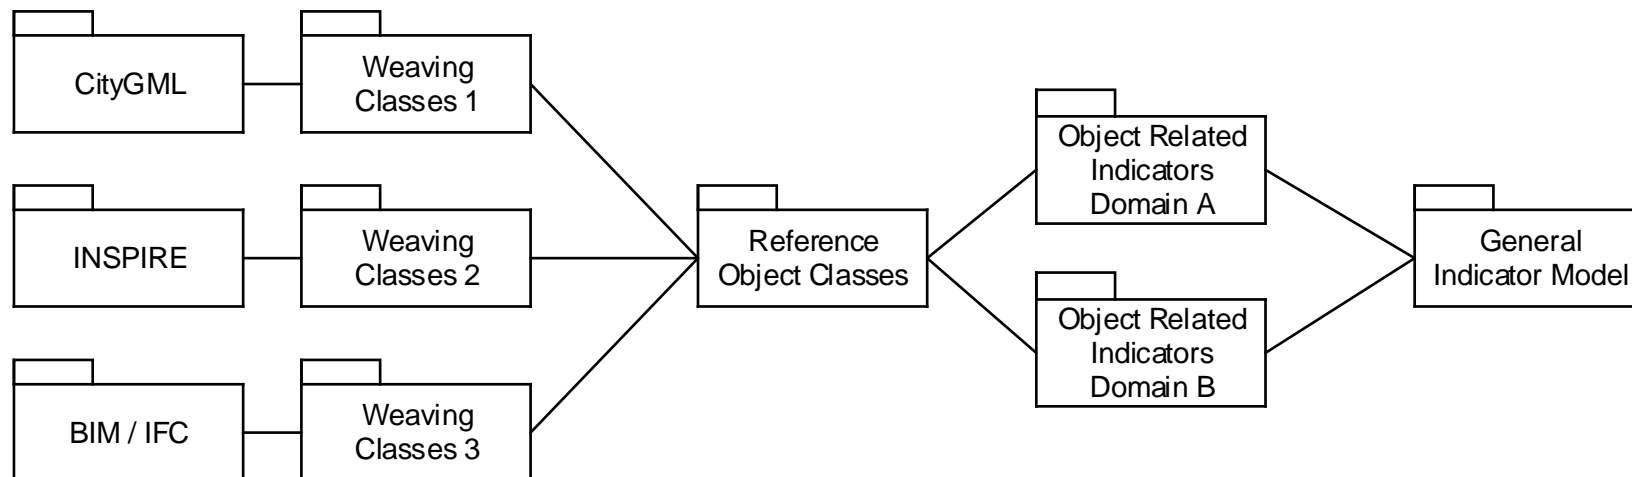 CityGML
Weaving
Classes 1
INSPIRE
Weaving
Classes 2
BIM / IFC
Weaving
Classes 3
Reference
Object Classes
Object Related
Indicators
Domain A
Object Related
Indicators
Domain B
General
Indicator Model